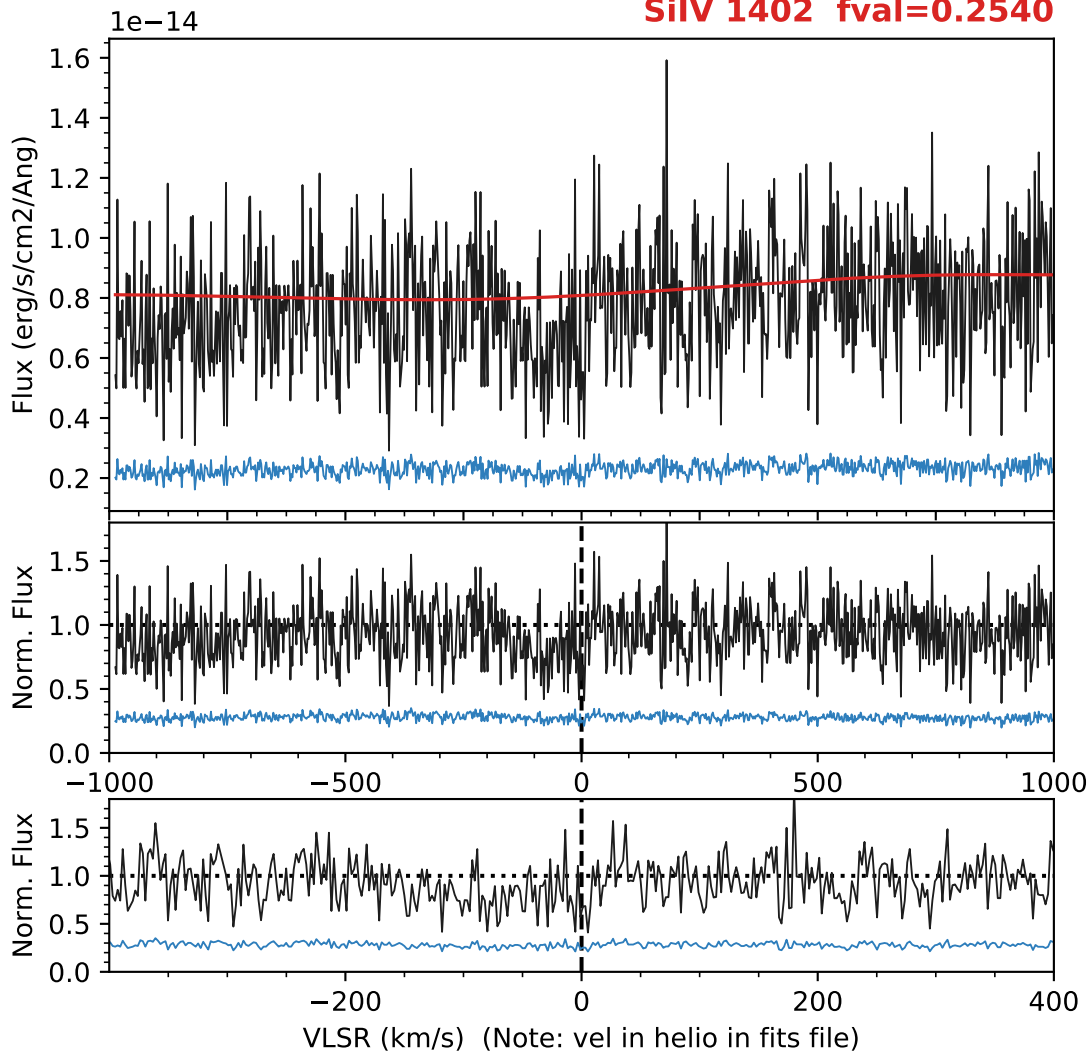 SiIV 1402 fval=0.2540
1e−14
1.6
1.4
1.2
1.0
0.8
0.6
0.4
0.2
Flux (erg/s/cm2/Ang)
1.5
1.0
0.5
0.0
Norm. Flux
−1000 −500 0 500 1000
1.5
1.0
0.5
0.0
Norm. Flux
−200 0 200 400
VLSR (km/s) (Note: vel in helio in fits file)